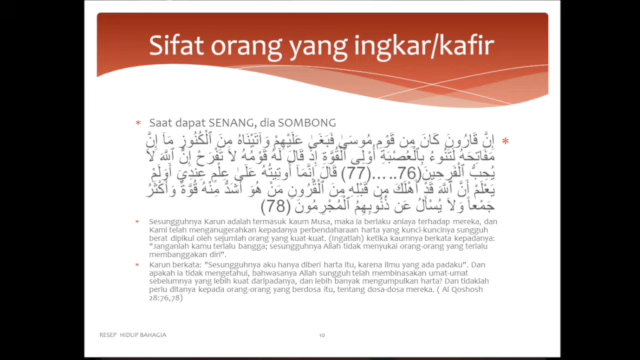 Sifat orang yang ingkar/kafir
* Saat dapat SENANG, dia SOMBONG
* إِنَّ قَارُونَ كَانَ مِن قَوْمِ مُوسَىٰ فَبَغَىٰ عَلَيْهِمْ وَآتَيْنَاهُ مِنَ الْكُنُوزِ مَا إِنَّ
مَفَاتِحَهُ لَتَنُوءُ بِالْعُصْبَةِ أُولِي الْقُوَّةِ إِذْ قَالَ لَهُ قَوْمُهُ لَا تَفْرَحْ إِنَّ اللَّهَ لَا
يُحِبُّ الْفَرِحِينَ (76).....(77) قَالَ إِنَّمَا أُوتِيتُهُ عَلَىٰ عِلْمٍ عِندِي أَوَلَمْ
يَعْلَمْ أَنَّ اللَّهَ قَدْ أَهْلَكَ مِن قَبْلِهِ مِنَ الْقُرُونِ مَنْ هُوَ أَشَدُّ مِنْهُ قُوَّةً وَأَكْثَرُ
جَمْعًا وَلَا يُسْأَلُ عَن ذُنُوبِهِمُ الْمُجْرِمُونَ (78)
* Sesungguhnya Karun adalah termasuk kaum Musa, maka ia berlaku aniaya terhadap mereka, dan
Kami telah menganugerahkan kepadanya perbendaharaan harta yang kunci-kuncinya sungguh
berat dipikul oleh sejumlah orang yang kuat-kuat. (Ingatlah) ketika kaumnya berkata kepadanya:
"Janganlah kamu terlalu bangga; sesungguhnya Allah tidak menyukai orang-orang yang terlalu
membanggakan diri".
* Karun berkata: "Sesungguhnya aku hanya diberi harta itu, karena ilmu yang ada padaku". Dan
apakah ia tidak mengetahui, bahwasanya Allah sungguh telah membinasakan umat-umat
sebelumnya yang lebih kuat daripadanya, dan lebih banyak mengumpulkan harta? Dan tidaklah
perlu ditanya kepada orang-orang yang berdosa itu, tentang dosa-dosa mereka. ( Al Qoshosh
28:76,78)
RESEP HIDUP BAHAGIA